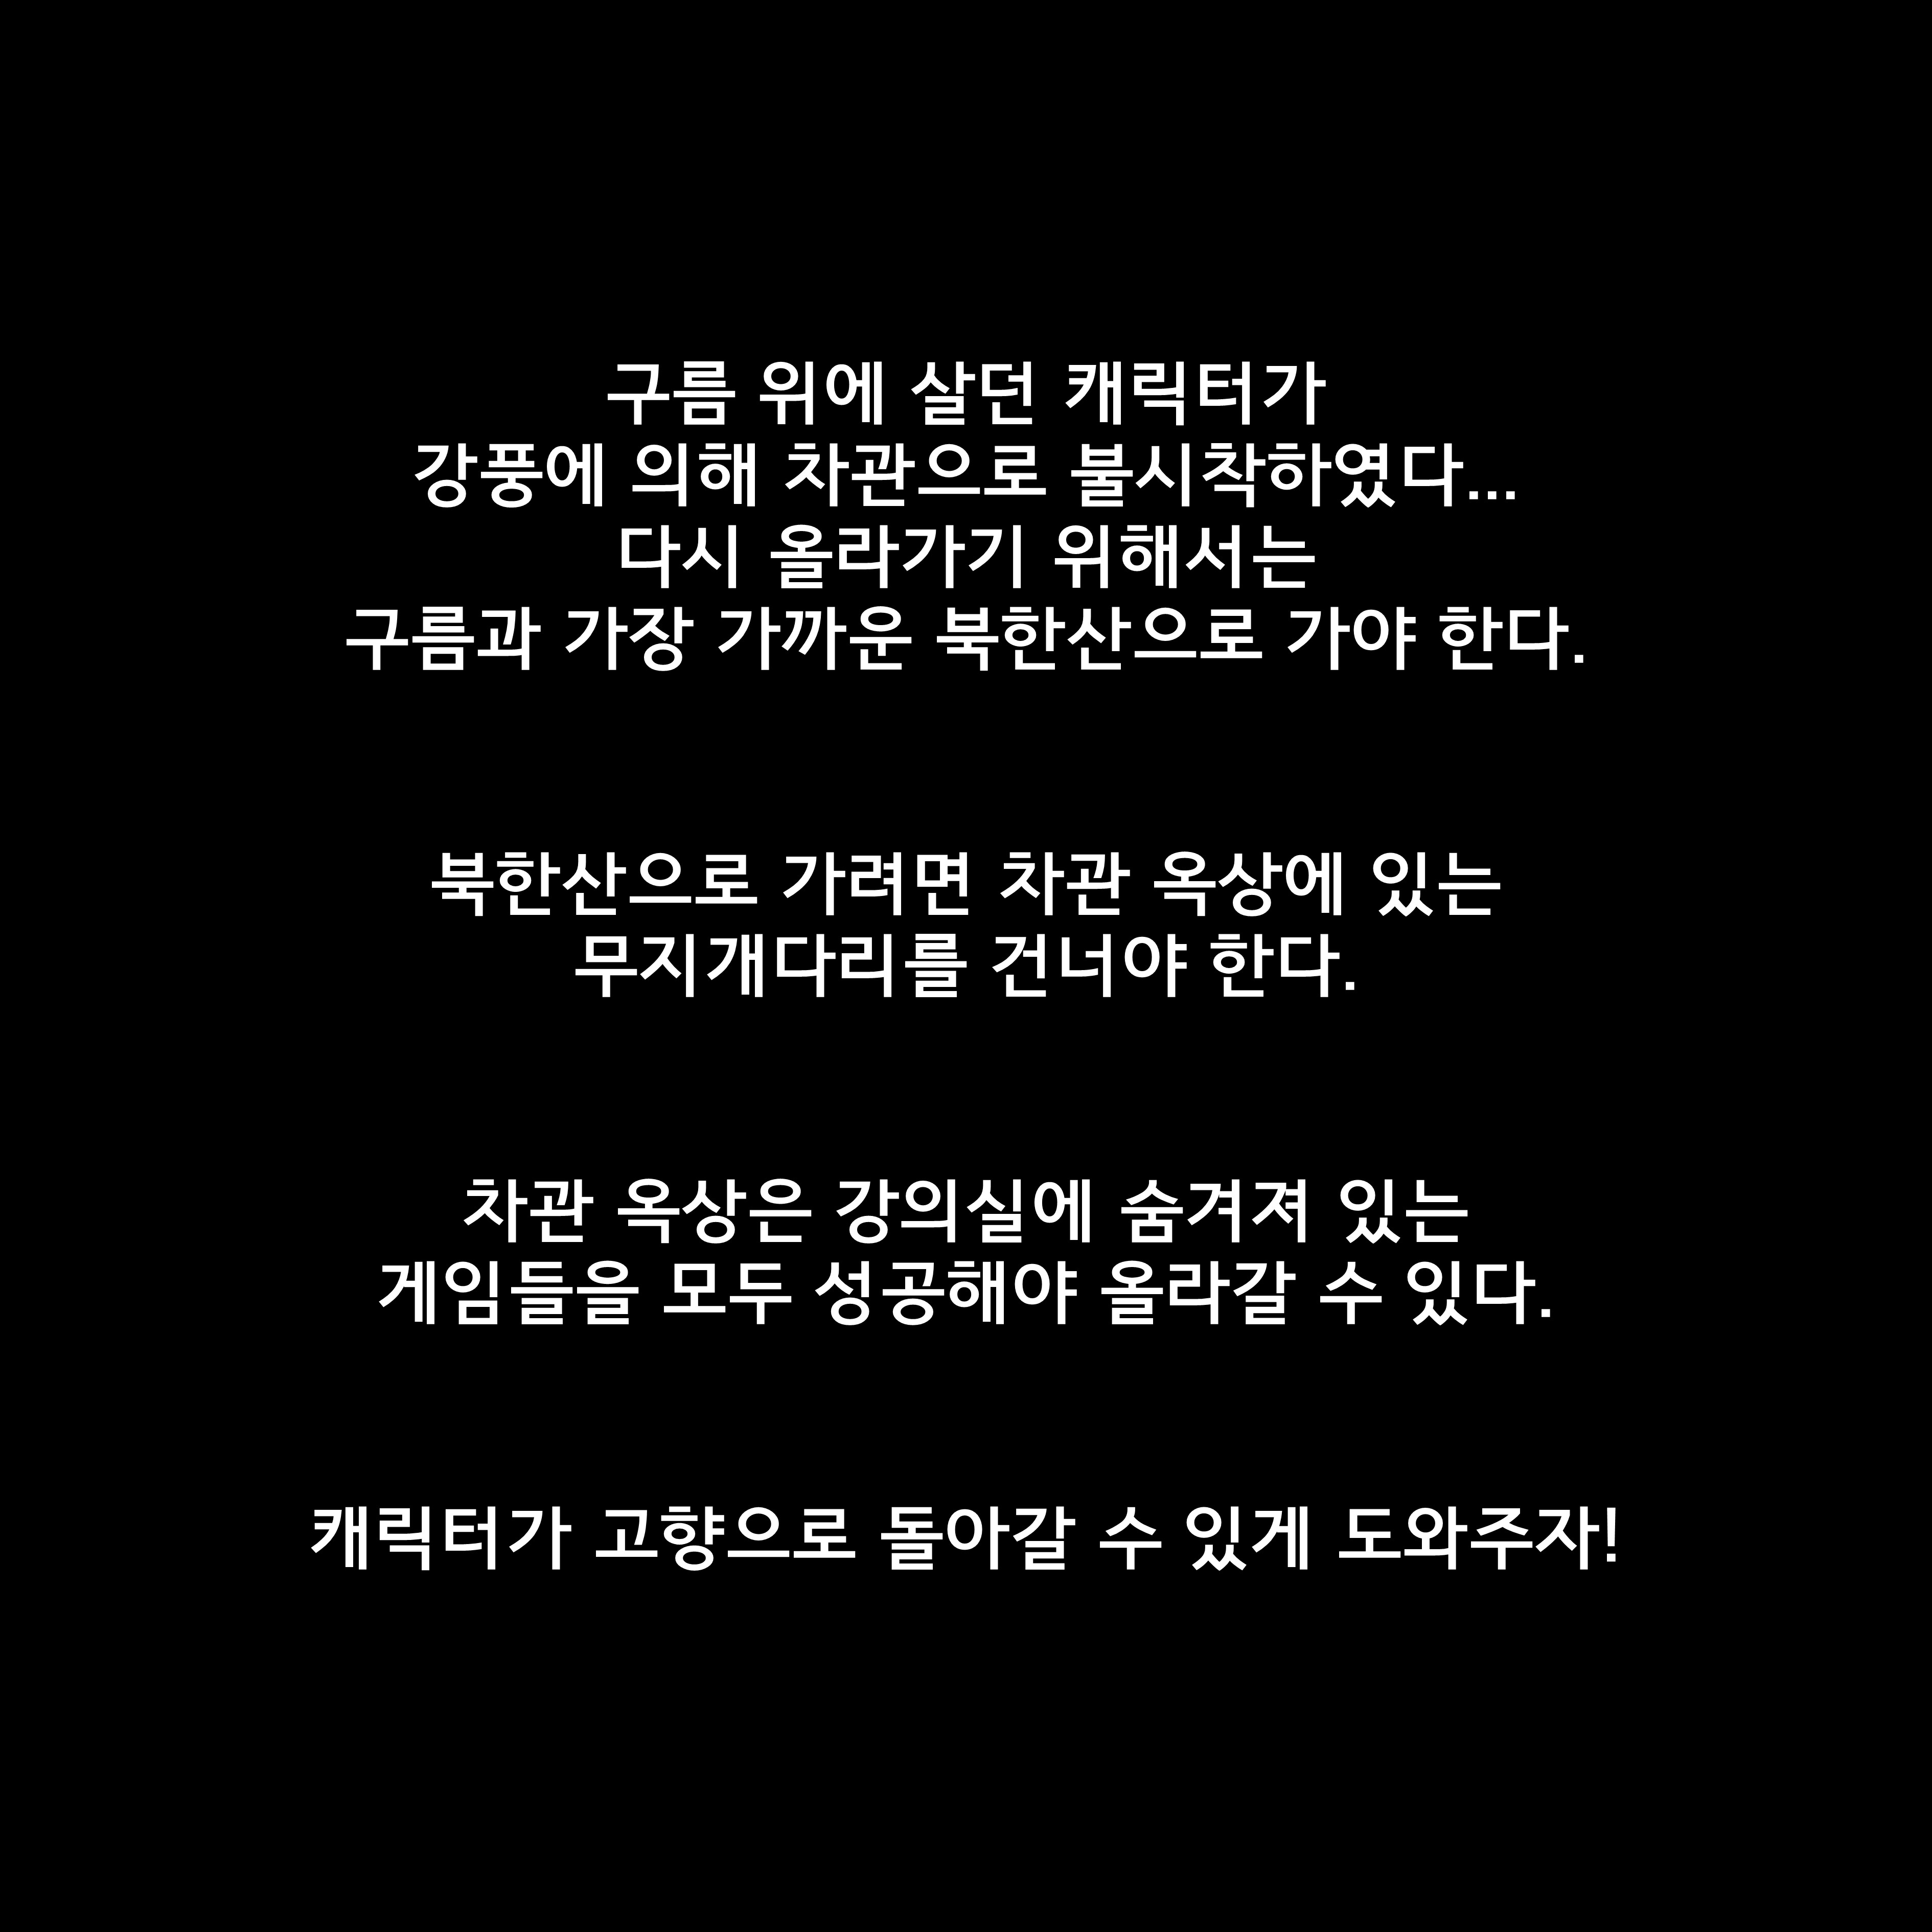 구름 위에 살던 캐릭터가
강풍에 의해 차관으로 불시착하였다...
다시 올라가기 위해서는
구름과 가장 가까운 북한산으로 가야 한다.
북한산으로 가려면 차관 옥상에 있는
무지개다리를 건너야 한다.
차관 옥상은 강의실에 숨겨져 있는
게임들을 모두 성공해야 올라갈 수 있다.
캐릭터가 고향으로 돌아갈 수 있게 도와주자!